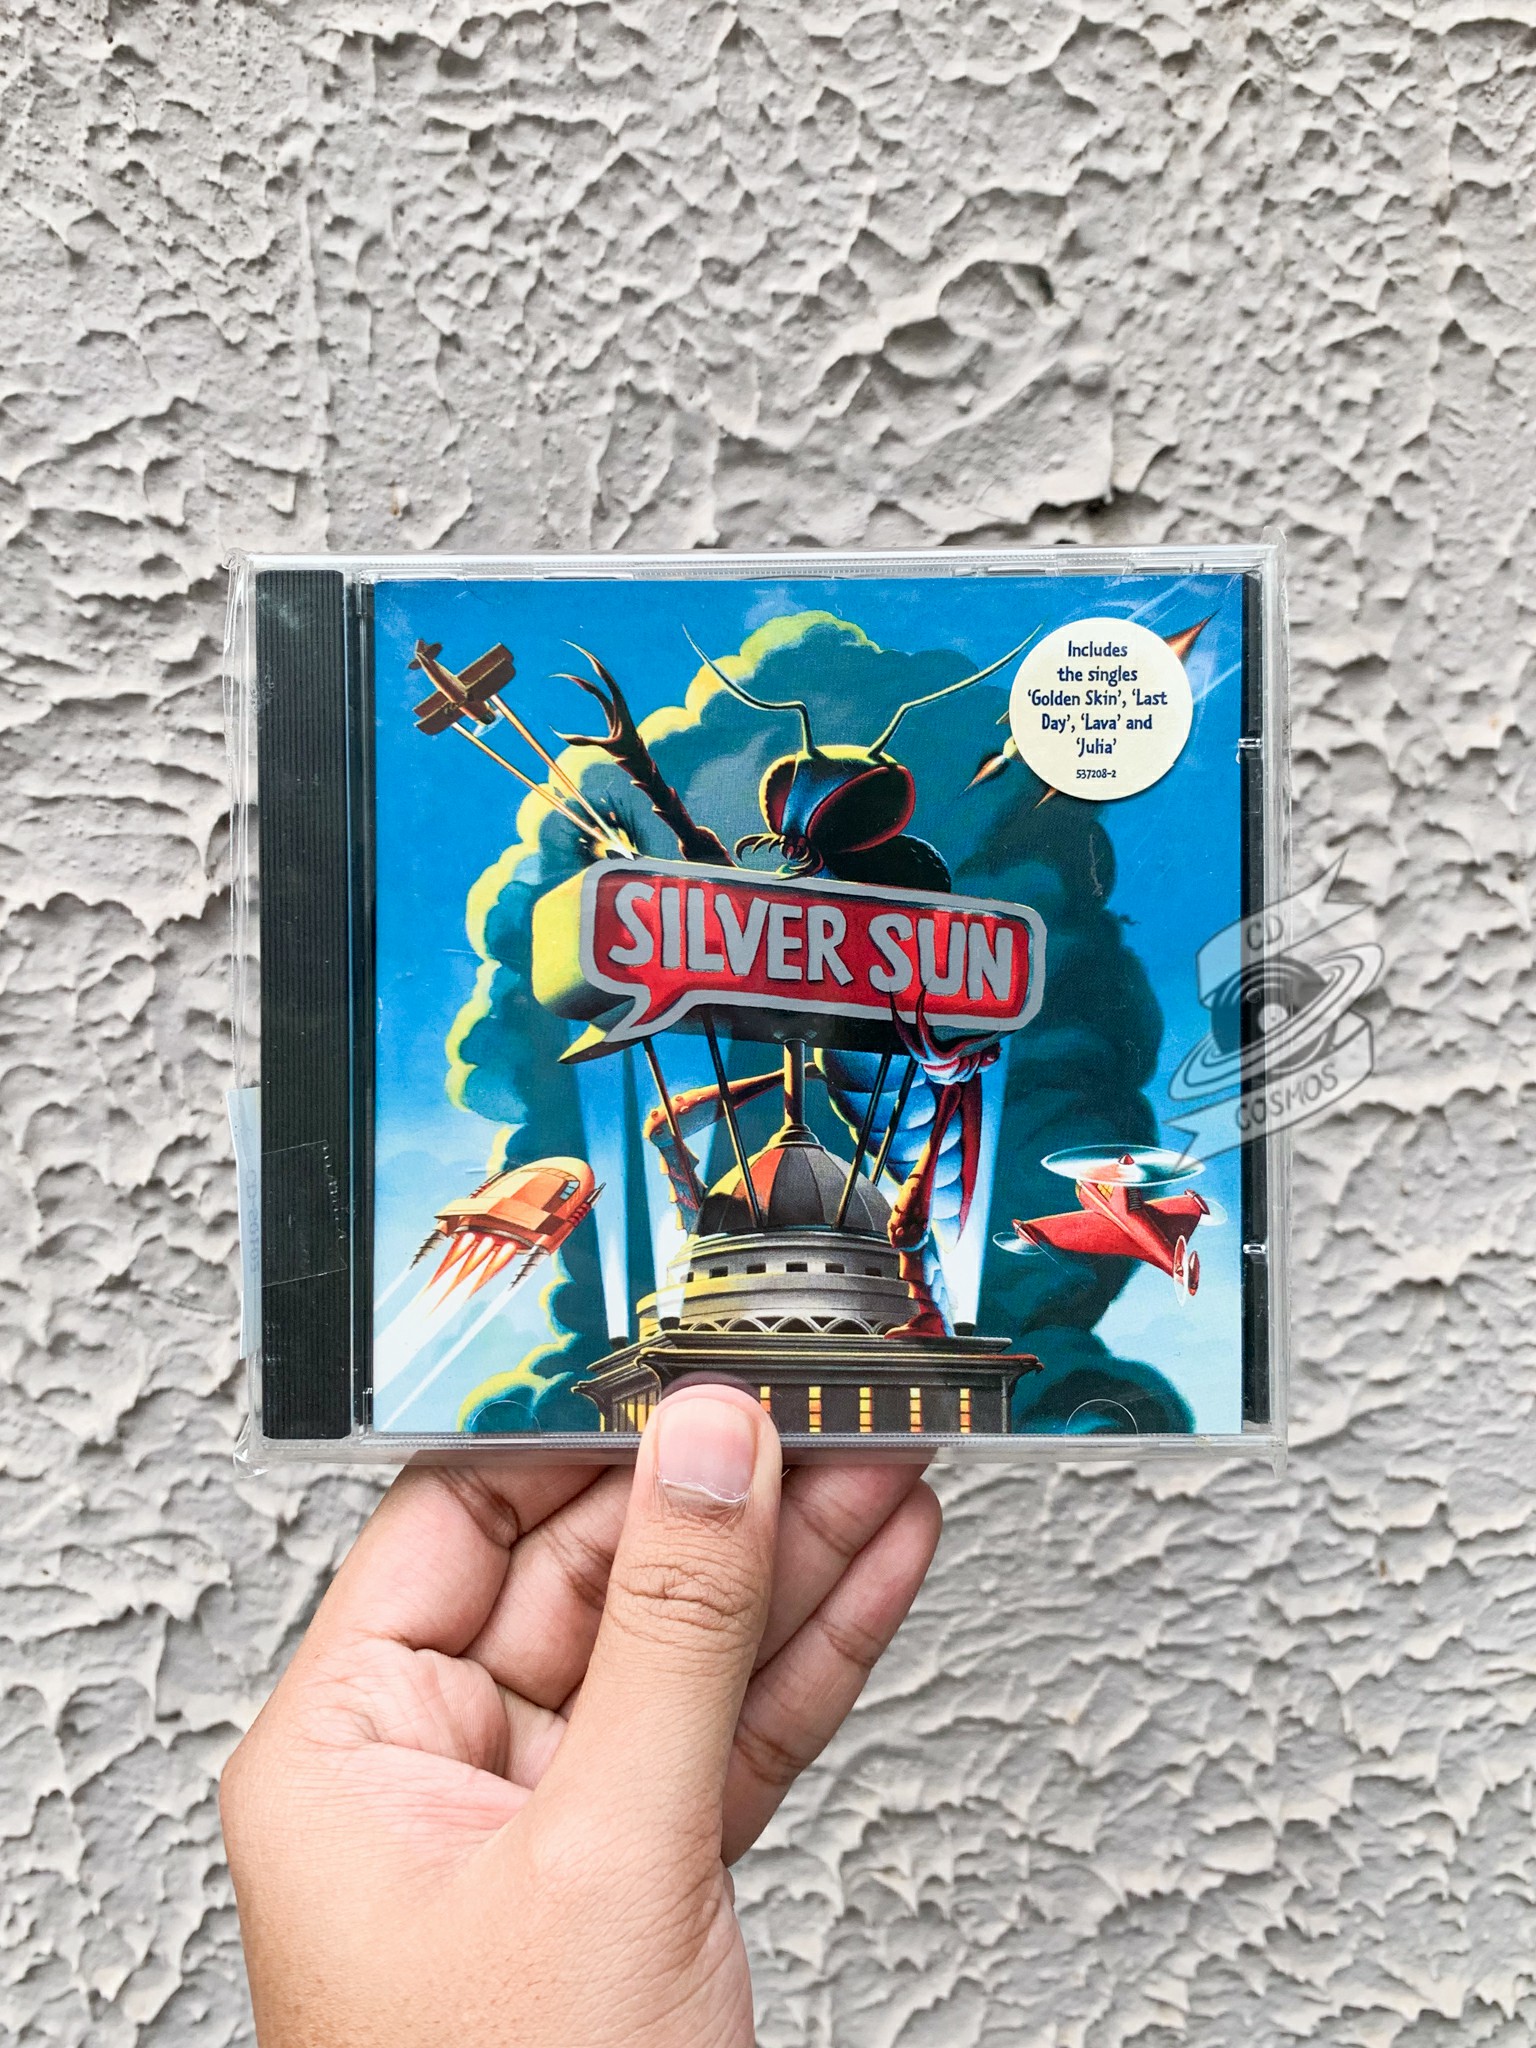 Includes
the singles
‘Golden Skin’, ‘Last
Day’, ‘Lava’ and
‘Julia’
537208-2
SILVER SUN
CD
COSMOS